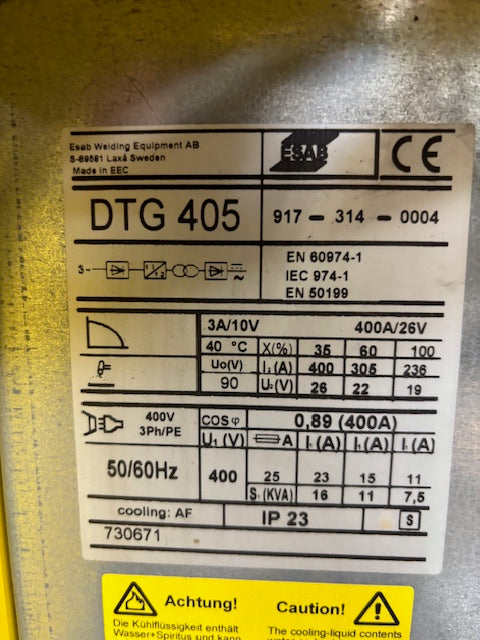 Esab Welding Equipment AB
S-69581 Laxå Sweden
Made in EEC
ESAB
CE
DTG 405
917 - 314 - 0004
3~
EN 60974-1
IEC 974-1
EN 50199
3A/10V 400A/26V
40 °C X(%) 35 60 100
Uo(V) I₂(A) 400 305 236
90 U₂(V) 26 22 19
400V
3Ph/PE
COS φ 0,89 (400A)
U₁ (V) A I₁(A) I₁(A) I₁(A)
50/60Hz 400 25 23 15 11
S₁(KVA) 16 11 7,5
cooling: AF IP 23 S
730671
Achtung!
Die Kühlflüssigkeit enthält
Wasser+Spiritus und kann
Caution!
The cooling-liquid contents